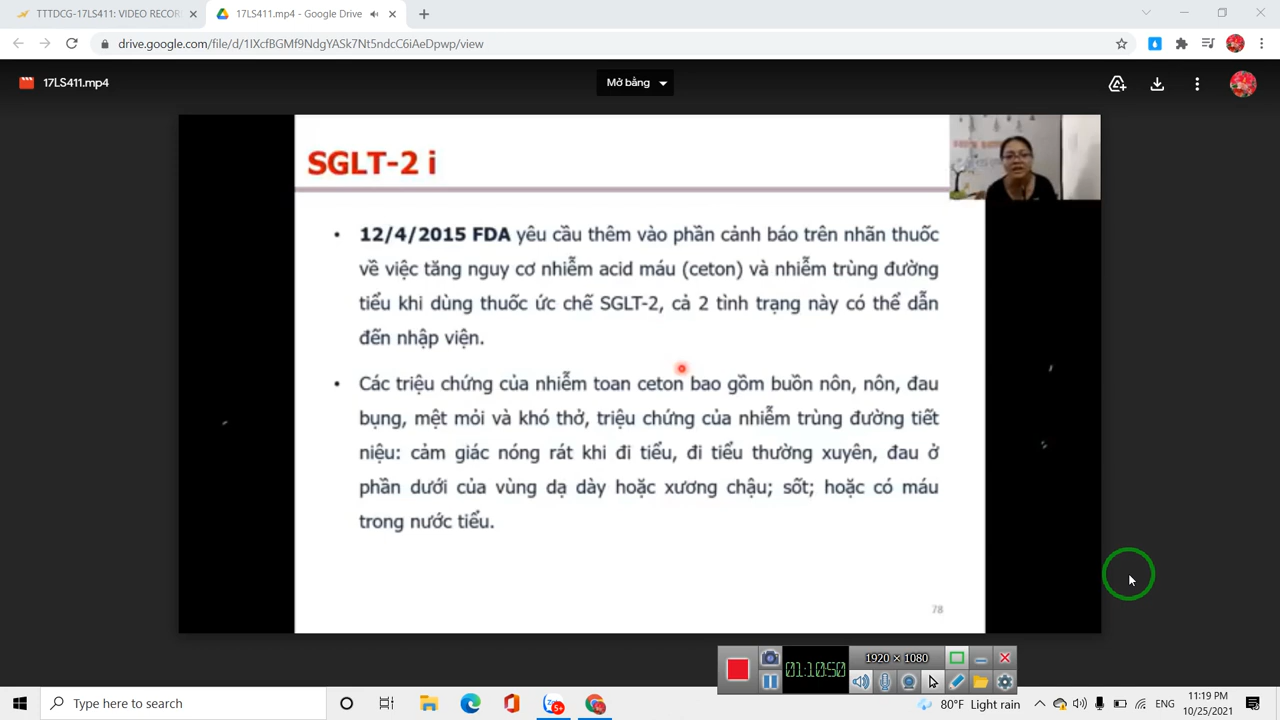 TTTDCG-17LS411: VIDEO RECOR
17LS411.mp4 - Google Drive
drive.google.com/file/d/1IXcfBGMf9NdgYASk7Nt5ndcC6iAeDpwp/view
17LS411.mp4
Mở bằng
SGLT-2 i
• 12/4/2015 FDA yêu cầu thêm vào phần cảnh báo trên nhãn thuốc
về việc tăng nguy cơ nhiễm acid máu (ceton) và nhiễm trùng đường
tiểu khi dùng thuốc ức chế SGLT-2, cả 2 tình trạng này có thể dẫn
đến nhập viện.
• Các triệu chứng của nhiễm toan ceton bao gồm buồn nôn, nôn, đau
bụng, mệt mỏi và khó thở, triệu chứng của nhiễm trùng đường tiết
niệu: cảm giác nóng rát khi đi tiểu, đi tiểu thường xuyên, đau ở
phần dưới của vùng dạ dày hoặc xương chậu; sốt; hoặc có máu
trong nước tiểu.
78
01:10:50
1920 × 1080
Type here to search
5+
80°F Light rain
ENG
11:19 PM
10/25/2021